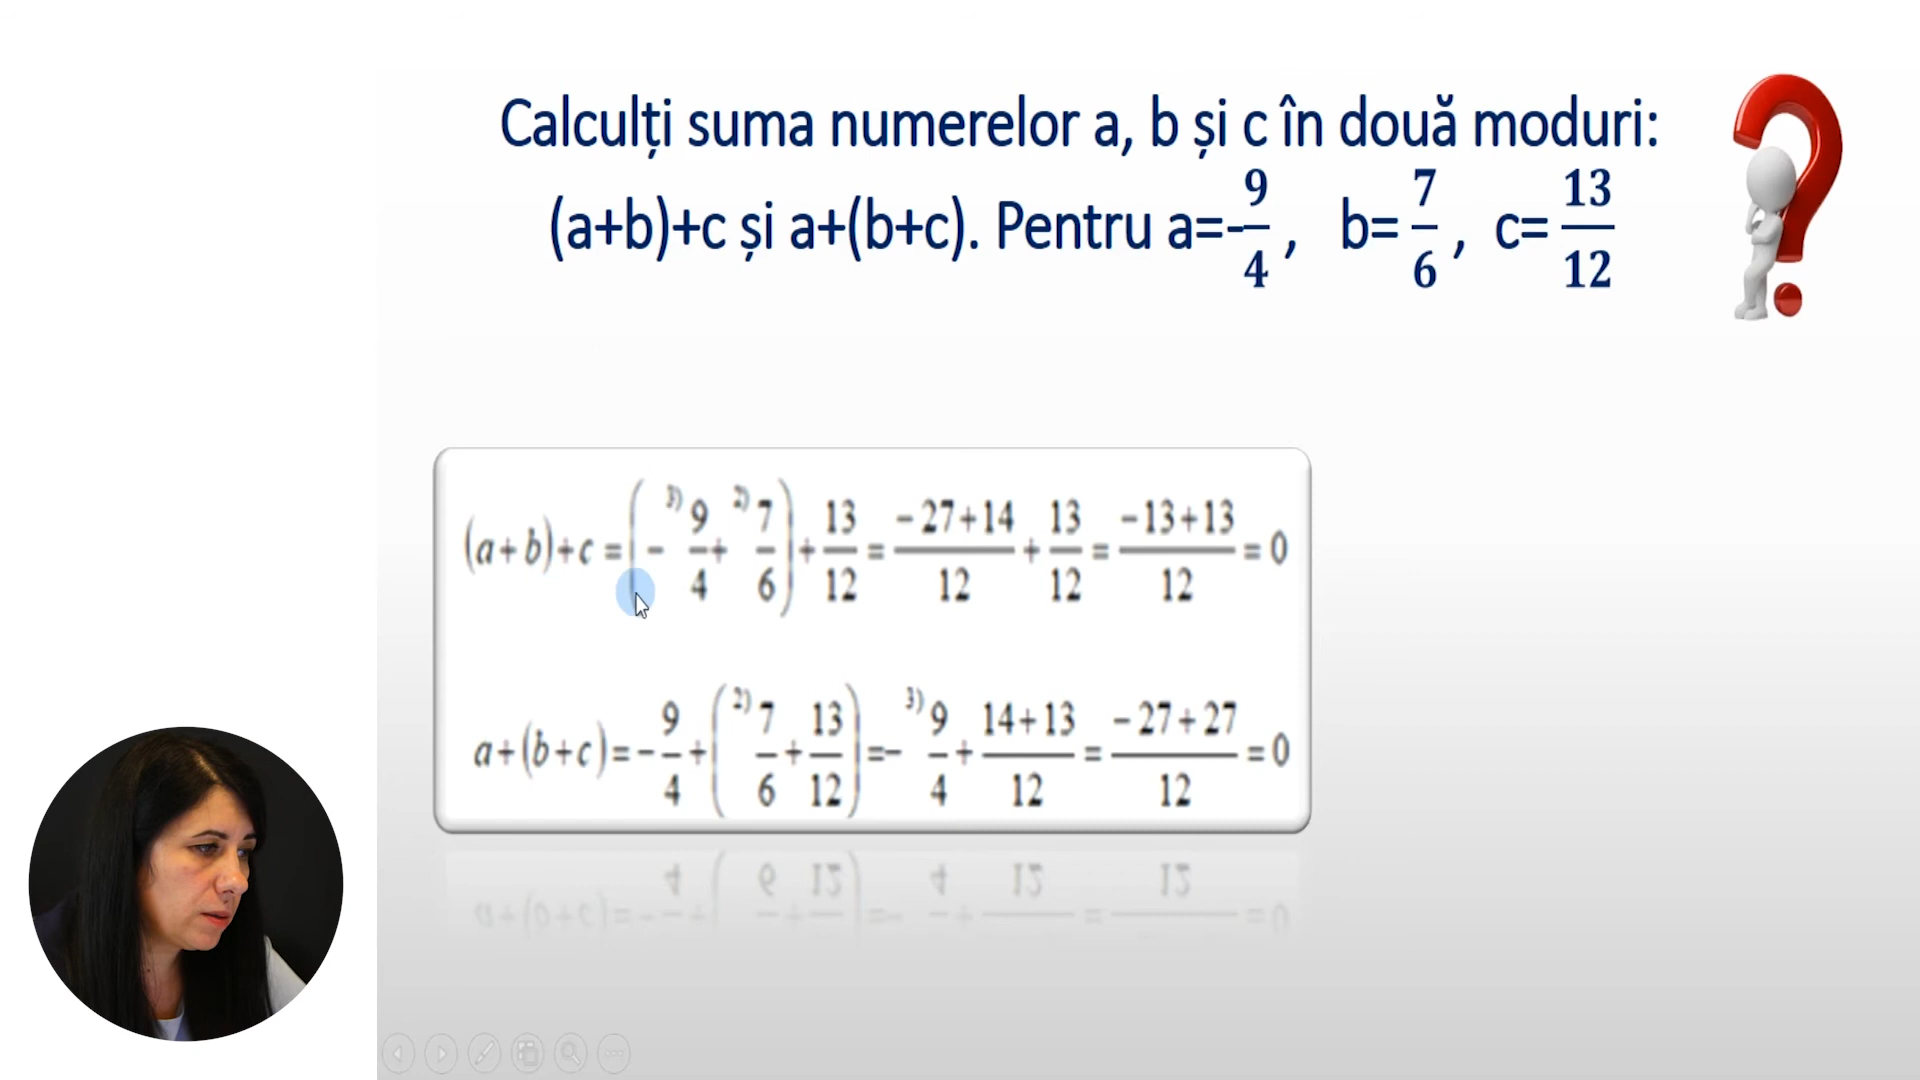 Calculți suma numerelor a, b și c în două moduri:
(a+b)+c și a+(b+c). Pentru a=-9/4 , b=7/6 , c=13/12
(a+b)+c = (- ³⁾9/4 + ²⁾7/6) + 13/12 = (-27+14)/12 + 13/12 = (-13+13)/12 = 0
a+(b+c) = -9/4 + (²⁾7/6 + 13/12) =- ³⁾9/4 + (14+13)/12 = (-27+27)/12 = 0